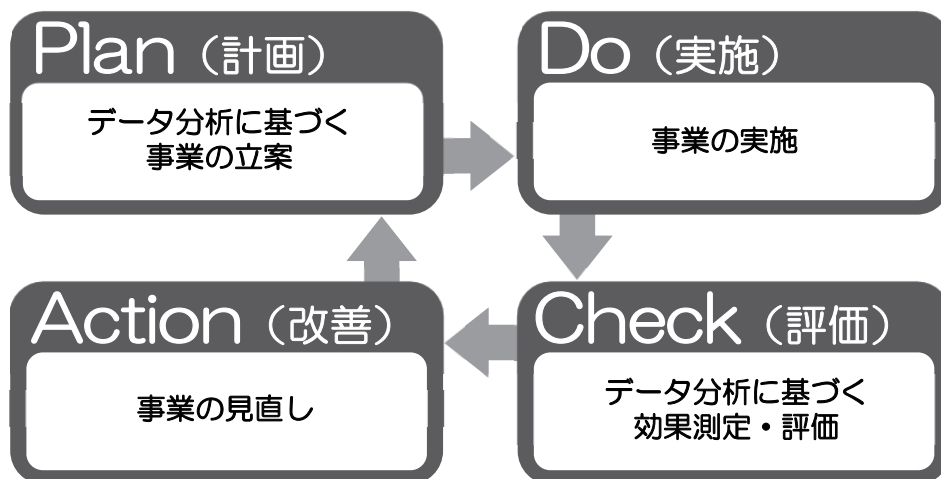 Plan（計画）
データ分析に基づく
事業の立案
Do（実施）
事業の実施
Action（改善）
事業の見直し
Check（評価）
データ分析に基づく
効果測定・評価